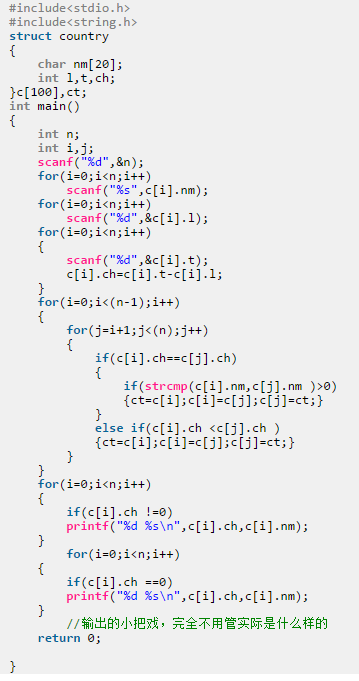 #include<stdio.h>
#include<string.h>
struct country
{
    char nm[20];
    int l,t,ch;
}c[100],ct;
int main()
{
    int n;
    int i,j;
    scanf("%d",&n);
    for(i=0;i<n;i++)
        scanf("%s",c[i].nm);
    for(i=0;i<n;i++)
        scanf("%d",&c[i].l);
    for(i=0;i<n;i++)
    {
        scanf("%d",&c[i].t);
        c[i].ch=c[i].t-c[i].l;
    }
    for(i=0;i<(n-1);i++)
    {
        for(j=i+1;j<(n);j++)
        {
            if(c[i].ch==c[j].ch)
            {
                if(strcmp(c[i].nm,c[j].nm )>0)
                {ct=c[i];c[i]=c[j];c[j]=ct;}
            }
            else if(c[i].ch <c[j].ch )
            {ct=c[i];c[i]=c[j];c[j]=ct;}
        }
    }
    for(i=0;i<n;i++)
    {
        if(c[i].ch !=0)
        printf("%d %s\n",c[i].ch,c[i].nm);
    }
        for(i=0;i<n;i++)
    {
        if(c[i].ch ==0)
        printf("%d %s\n",c[i].ch,c[i].nm);
    }
        //输出的小把戏，完全不用管实际是什么样的
    return 0;
}